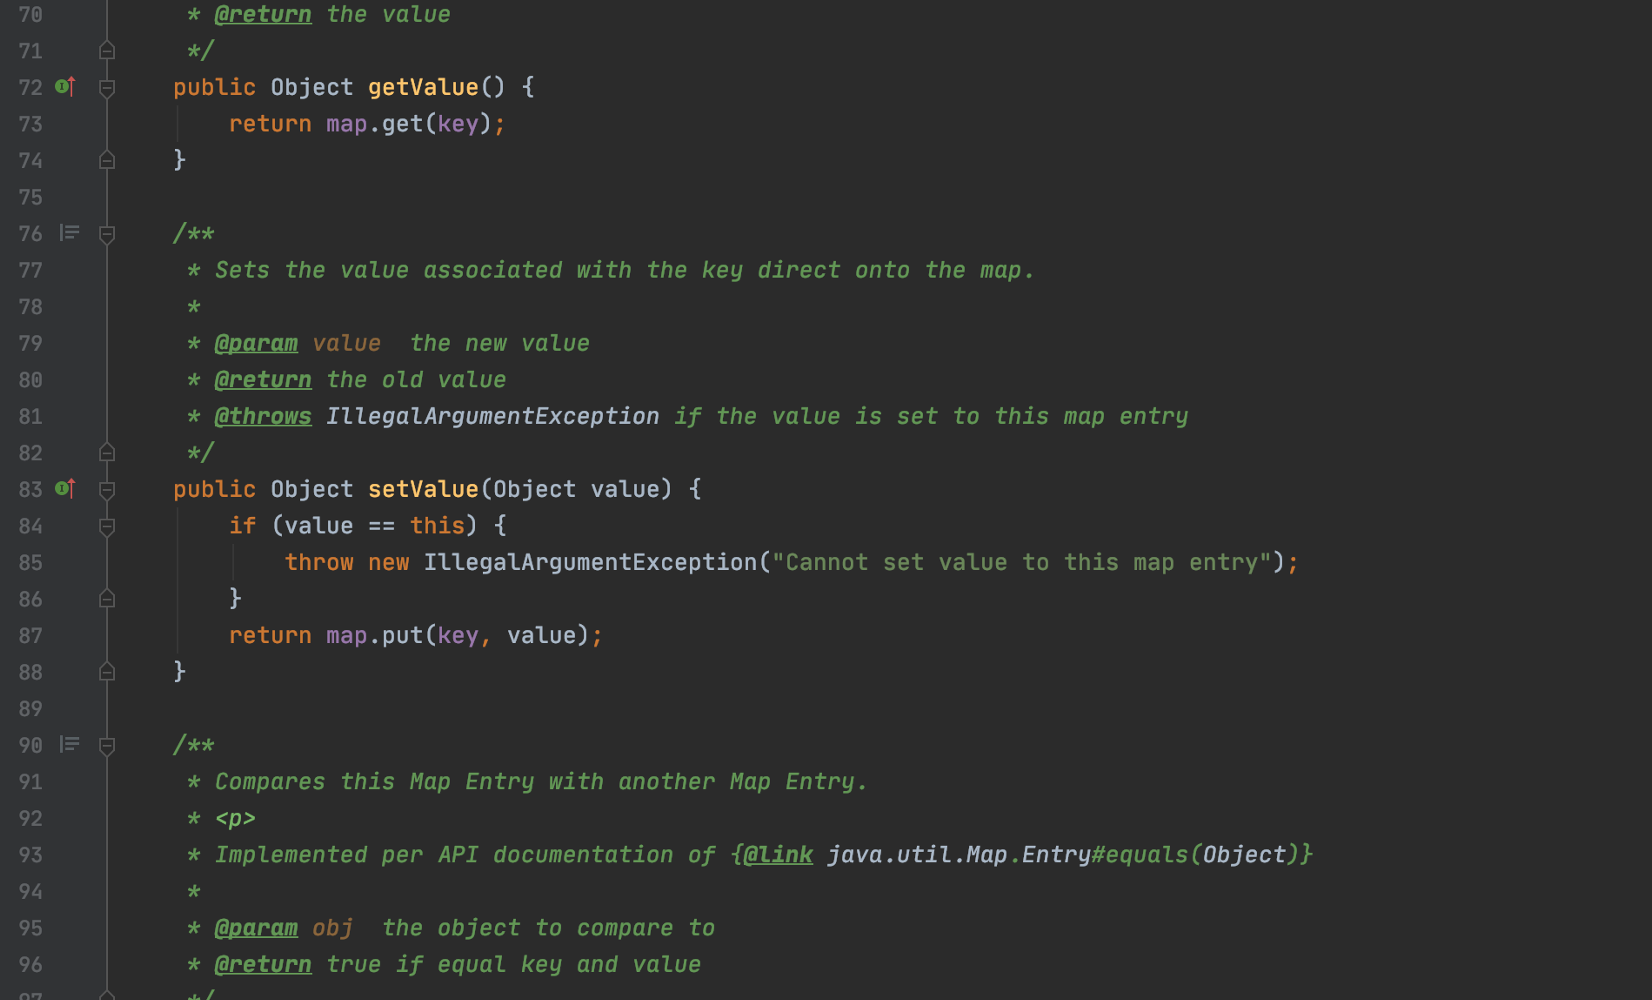 70 * @return the value
71 */
72 public Object getValue() {
73 return map.get(key);
74 }
75
76 /**
77 * Sets the value associated with the key direct onto the map.
78 *
79 * @param value  the new value
80 * @return the old value
81 * @throws IllegalArgumentException if the value is set to this map entry
82 */
83 public Object setValue(Object value) {
84 if (value == this) {
85 throw new IllegalArgumentException("Cannot set value to this map entry");
86 }
87 return map.put(key, value);
88 }
89
90 /**
91 * Compares this Map Entry with another Map Entry.
92 * <p>
93 * Implemented per API documentation of {@link java.util.Map.Entry#equals(Object)}
94 *
95 * @param obj  the object to compare to
96 * @return true if equal key and value
97 */